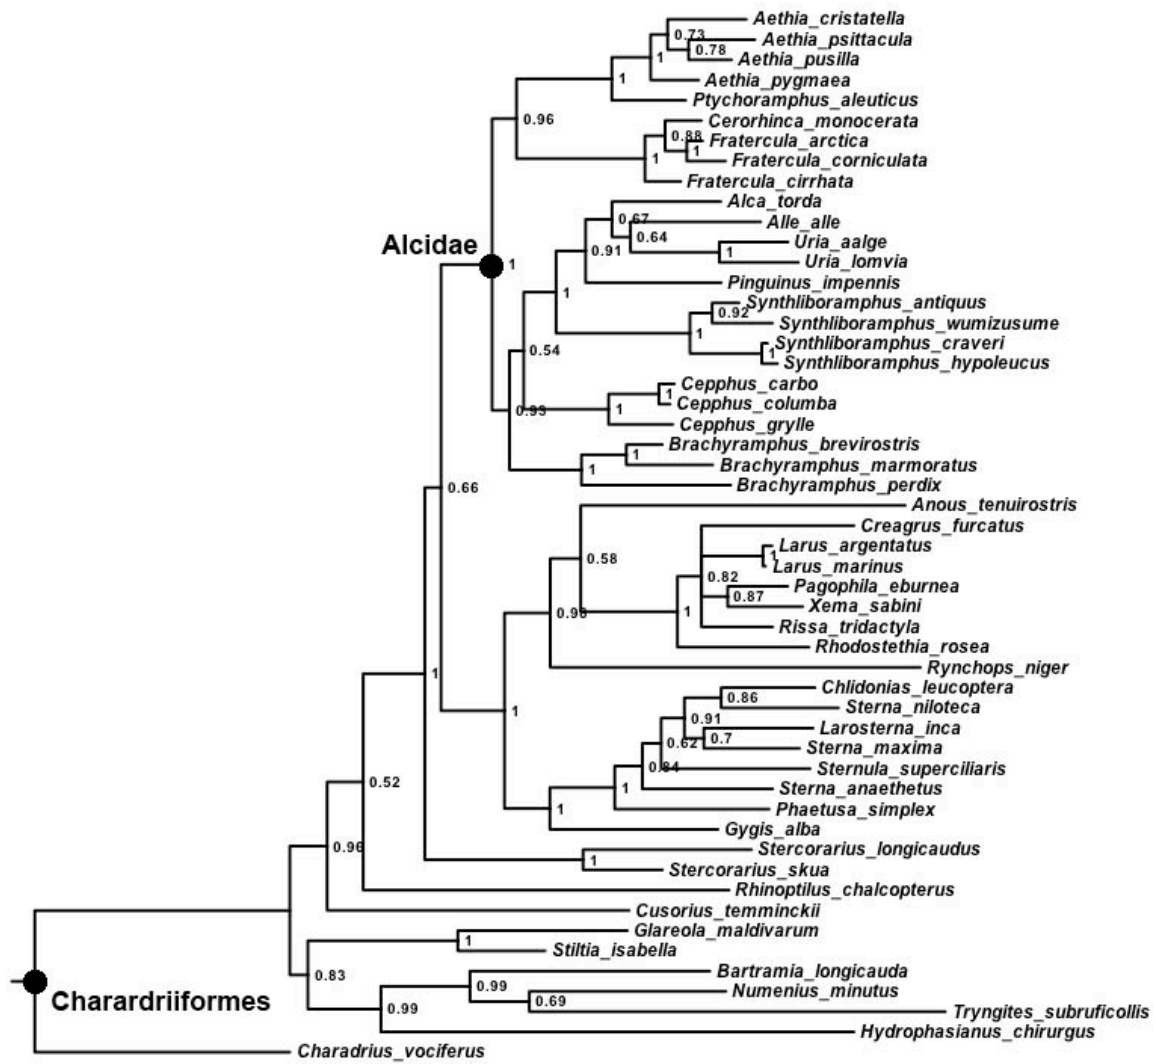 Aethia_cristatella
0.73
Aethia_psittacula
0.78
Aethia_pusilla
1
Aethia_pygmaea
1
Ptychoramphus_aleuticus
0.96
Cerorhinca_monocerata
0.88
Fratercula_arctica
1
Fratercula_corniculata
1
Fratercula_cirrhata
Alca_torda
0.67
Alle_alle
0.64
Uria_aalge
Alcidae
0.91
1
Uria_lomvia
1
Pinguinus_impennis
1
Synthliboramphus_antiquus
0.92
Synthliboramphus_wumizusume
1
Synthliboramphus_craveri
0.54
1
Synthliboramphus_hypoleucus
Cepphus_carbo
1
Cepphus_columba
0.93
1
Cepphus_grylle
Brachyramphus_brevirostris
1
Brachyramphus_marmoratus
1
Brachyramphus_perdix
0.66
Anous_tenuirostris
Creagrus_furcatus
Larus_argentatus
0.58
1
Larus_marinus
0.82
Pagophila_eburnea
0.87
Xema_sabini
1
Rissa_tridactyla
Rhodostethia_rosea
Rynchops_niger
1
Chlidonias_leucoptera
0.86
Sterna_niloteca
1
0.91
Larosterna_inca
0.7
0.62
Sterna_maxima
0.84
Sternula_superciliaris
0.52
1
Sterna_anaethetus
1
Phaetusa_simplex
Gygis_alba
0.96
Stercorarius_longicaudus
1
Stercorarius_skua
Rhinoptilus_chalcopterus
Cusorius_temminckii
Glareola_maldivarum
1
Stiltia_isabella
0.83
Bartramia_longicauda
0.99
Numenius_minutus
Charardriiformes
0.99
0.69
Tryngites_subruficollis
Hydrophasianus_chirurgus
Charadrius_vociferus